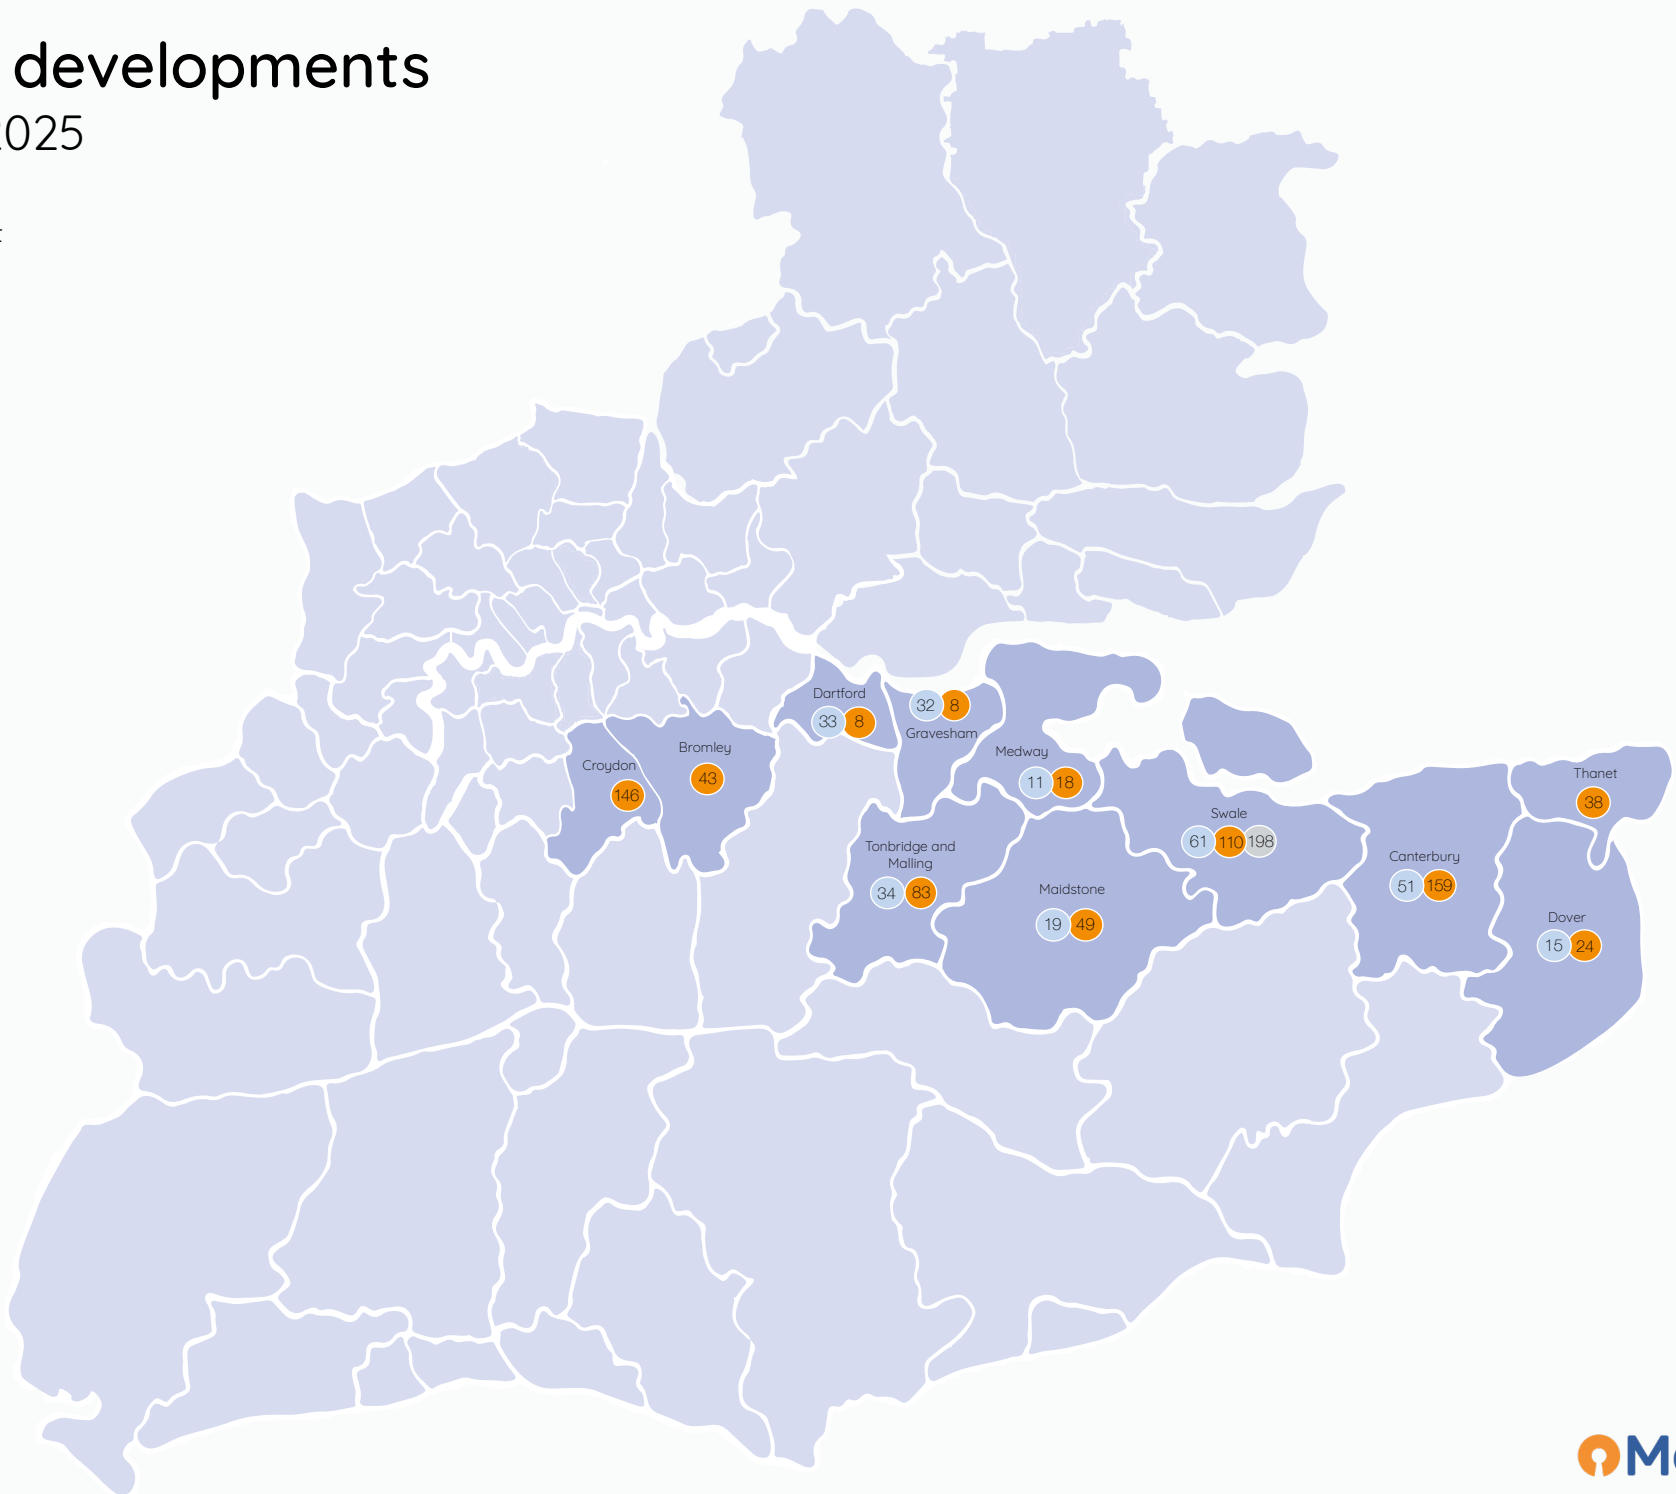 developments
2025
Dartford
33 8
32 8
Gravesham
Medway
11 18
Bromley
43
Croydon
146
Thanet
38
Swale
61 110 198
Tonbridge and
Malling
34 83
Canterbury
51 159
Maidstone
19 49
Dover
15 24